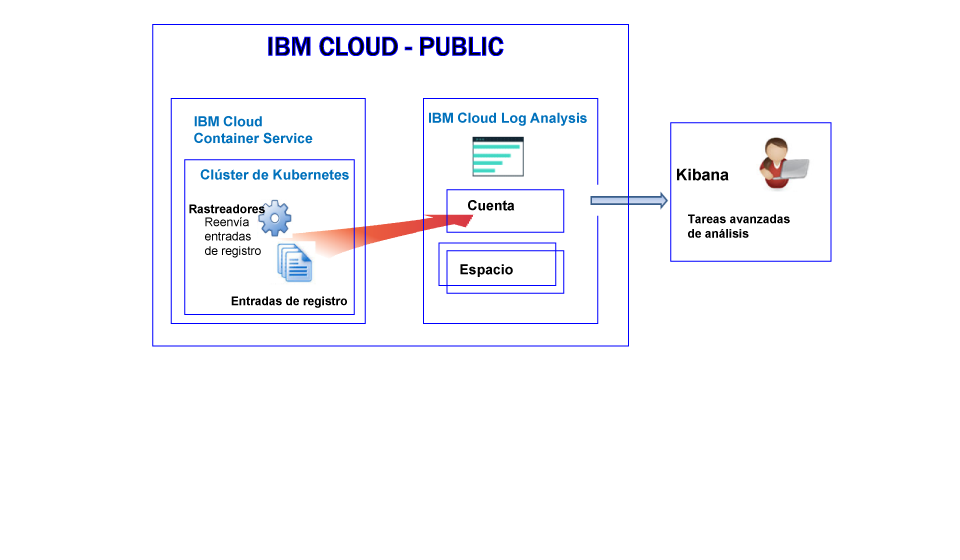 IBM CLOUD - PUBLIC
IBM Cloud
Container Service
Clúster de Kubernetes
Rastreadores
Reenvía
entradas
de registro
Entradas de registro
IBM Cloud Log Analysis
Cuenta
Espacio
Kibana
Tareas avanzadas
de análisis